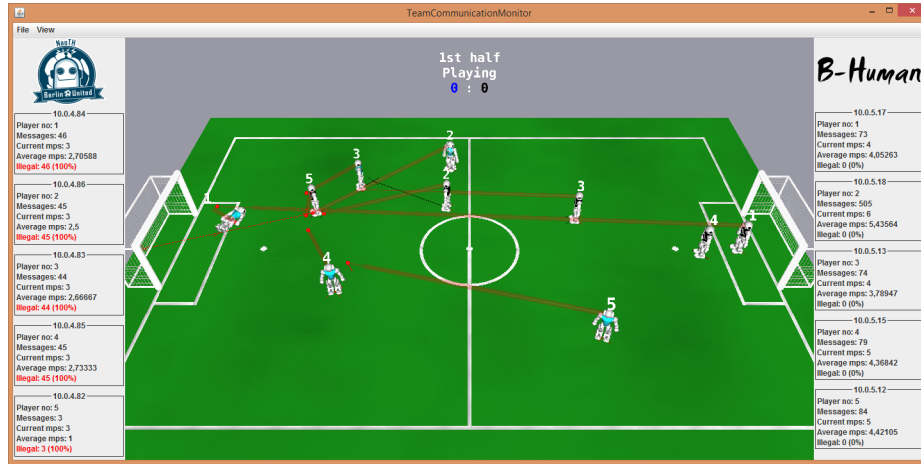 TeamCommunicationMonitor
File View
NaoTH
Berlin United
10.0.4.84
Player no: 1
Messages: 46
Current mps: 3
Average mps: 2,70588
Illegal: 46 (100%)
10.0.4.86
Player no: 2
Messages: 45
Current mps: 3
Average mps: 2,5
Illegal: 45 (100%)
10.0.4.83
Player no: 3
Messages: 44
Current mps: 3
Average mps: 2,66667
Illegal: 44 (100%)
10.0.4.85
Player no: 4
Messages: 45
Current mps: 3
Average mps: 2,73333
Illegal: 45 (100%)
10.0.4.82
Player no: 5
Messages: 3
Current mps: 3
Average mps: 1
Illegal: 3 (100%)
1st half
Playing
0 : 0
2
3
5
2
3
1
4
1
4
5
B-Human
10.0.5.17
Player no: 1
Messages: 73
Current mps: 4
Average mps: 4,05263
Illegal: 0 (0%)
10.0.5.18
Player no: 2
Messages: 505
Current mps: 6
Average mps: 5,43564
Illegal: 0 (0%)
10.0.5.13
Player no: 3
Messages: 74
Current mps: 4
Average mps: 3,78947
Illegal: 0 (0%)
10.0.5.15
Player no: 4
Messages: 79
Current mps: 5
Average mps: 4,36842
Illegal: 0 (0%)
10.0.5.12
Player no: 5
Messages: 84
Current mps: 5
Average mps: 4,42105
Illegal: 0 (0%)